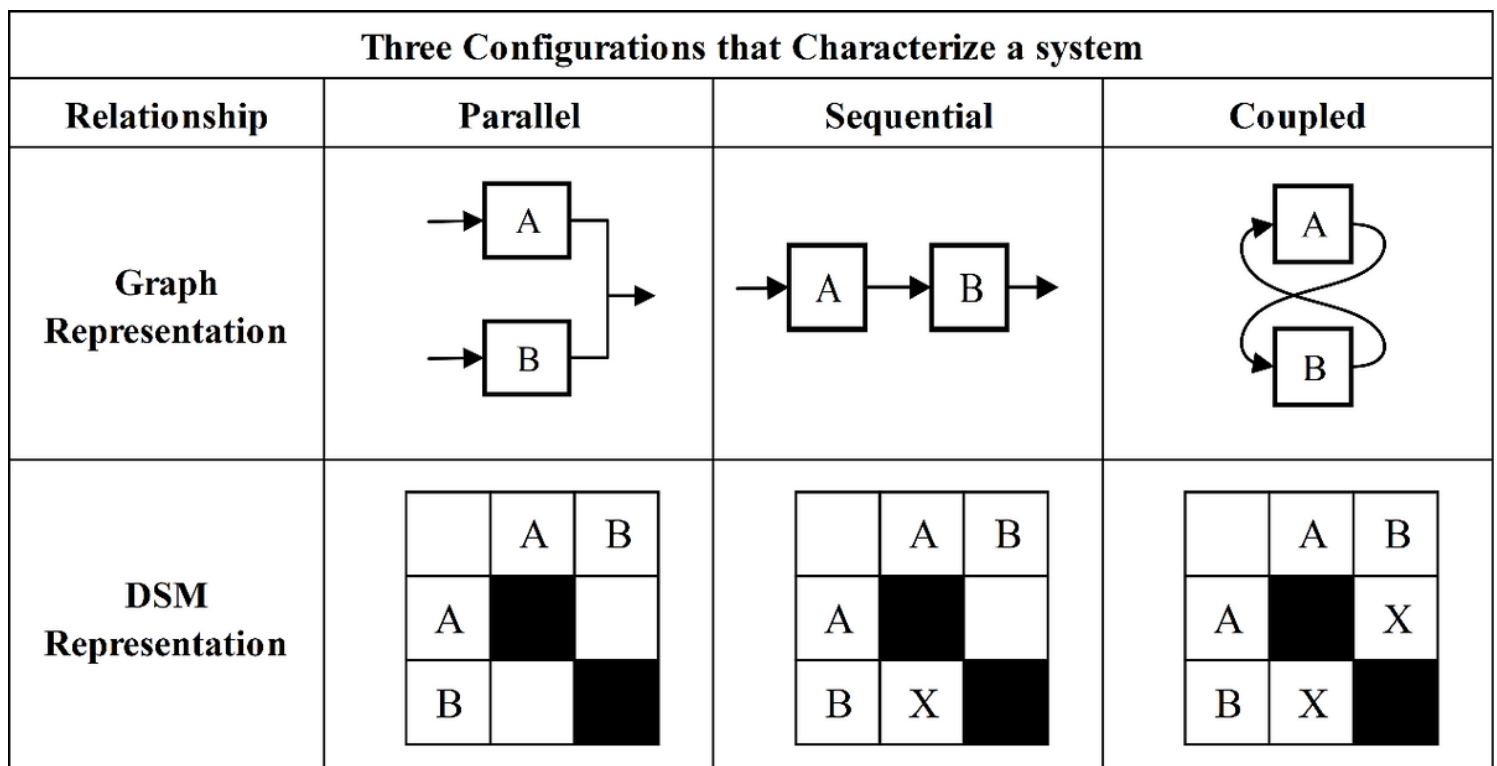 Three Configurations that Characterize a system
Relationship Parallel Sequential Coupled
Graph
Representation
A
B
A B
A
B
DSM
Representation
A B
A
B
A B
A
B X
A B
A X
B X